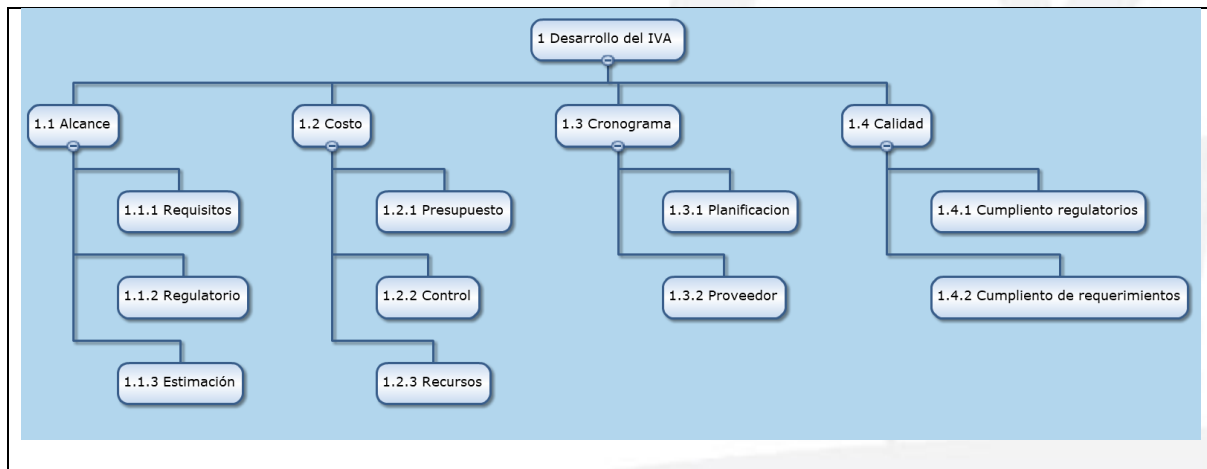 1 Desarrollo del IVA
1.1 Alcance
1.2 Costo
1.3 Cronograma
1.4 Calidad
1.1.1 Requisitos
1.2.1 Presupuesto
1.3.1 Planificacion
1.4.1 Cumpliento regulatorios
1.1.2 Regulatorio
1.2.2 Control
1.3.2 Proveedor
1.4.2 Cumpliento de requerimientos
1.1.3 Estimación
1.2.3 Recursos